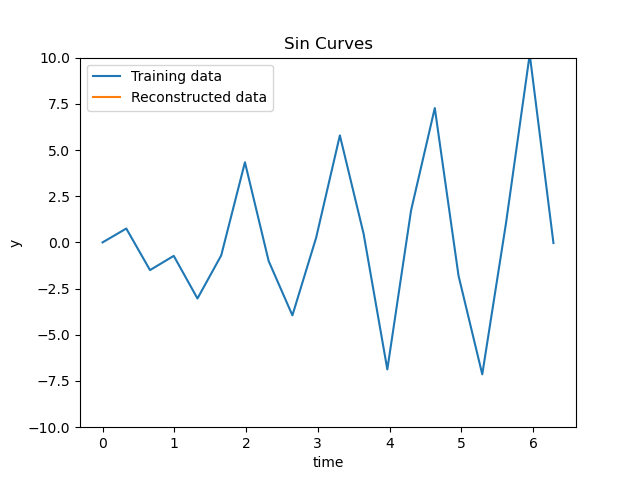 Sin Curves
Training data
Reconstructed data
10.0
7.5
5.0
2.5
0.0
−2.5
−5.0
−7.5
−10.0
y
0 1 2 3 4 5 6
time